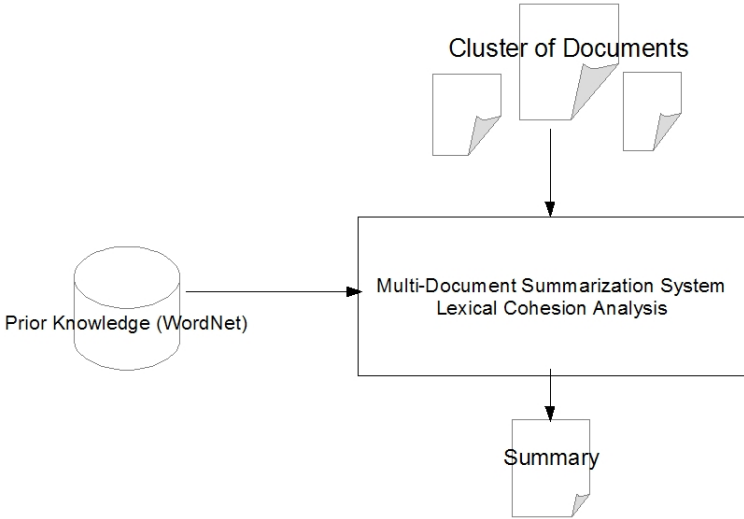 Cluster of Documents
Multi-Document Summarization System
Lexical Cohesion Analysis
Prior Knowledge (WordNet)
Summary